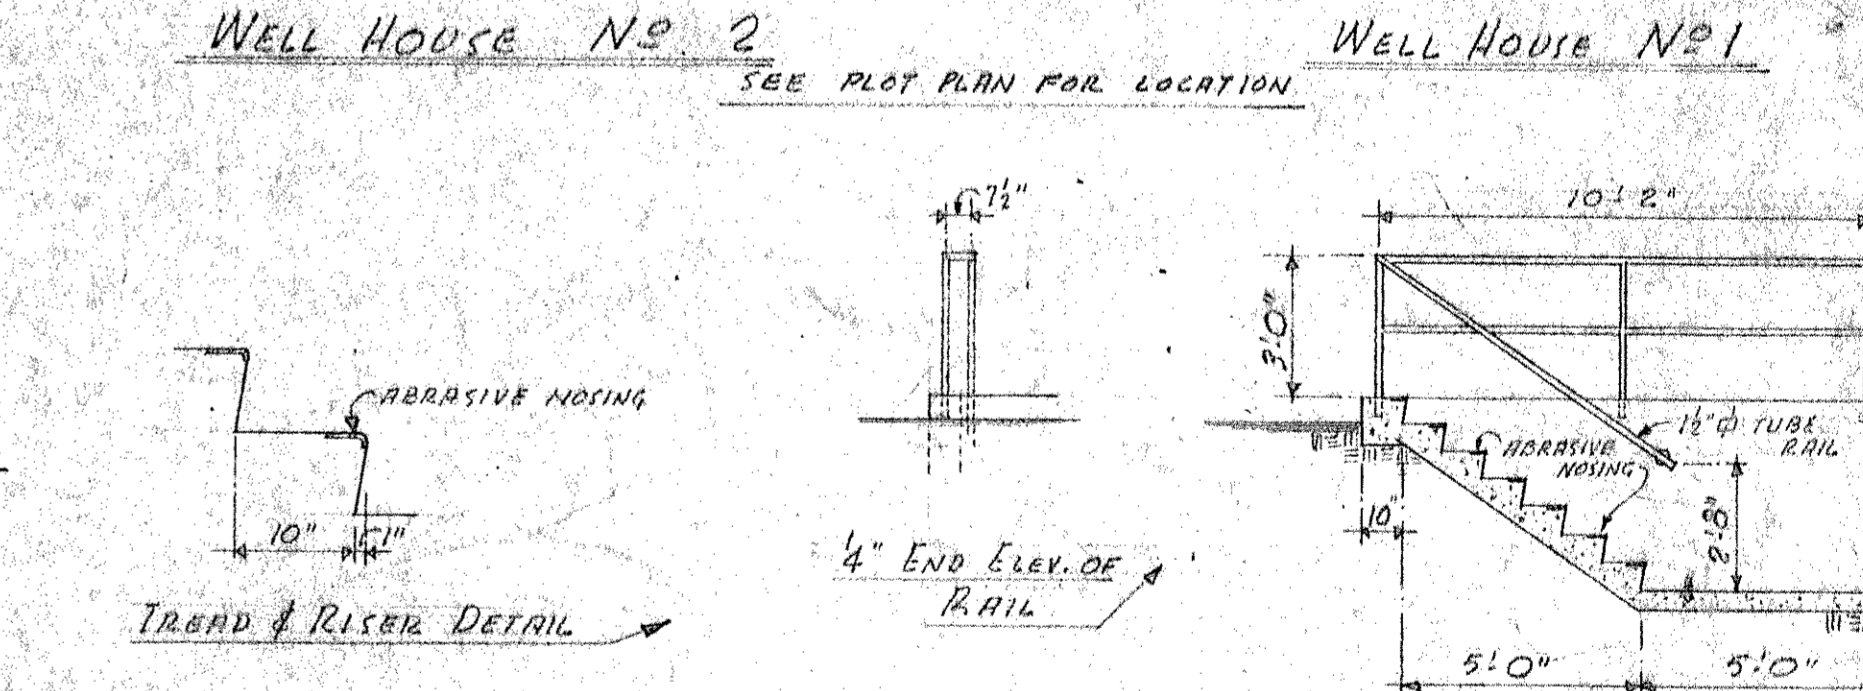 WELL HOUSE Nº 2
WELL HOUSE Nº 1
SEE PLOT PLAN FOR LOCATION
7½"
10'-2"
3'-0"
ABRASIVE NOSING
1½"φ TUBE
RAIL
ABRASIVE
NOSING
10"
1"
10"
2'-8"
¼" END ELEV. OF
RAIL
TREAD & RISER DETAIL
5'-0"
5'-0"